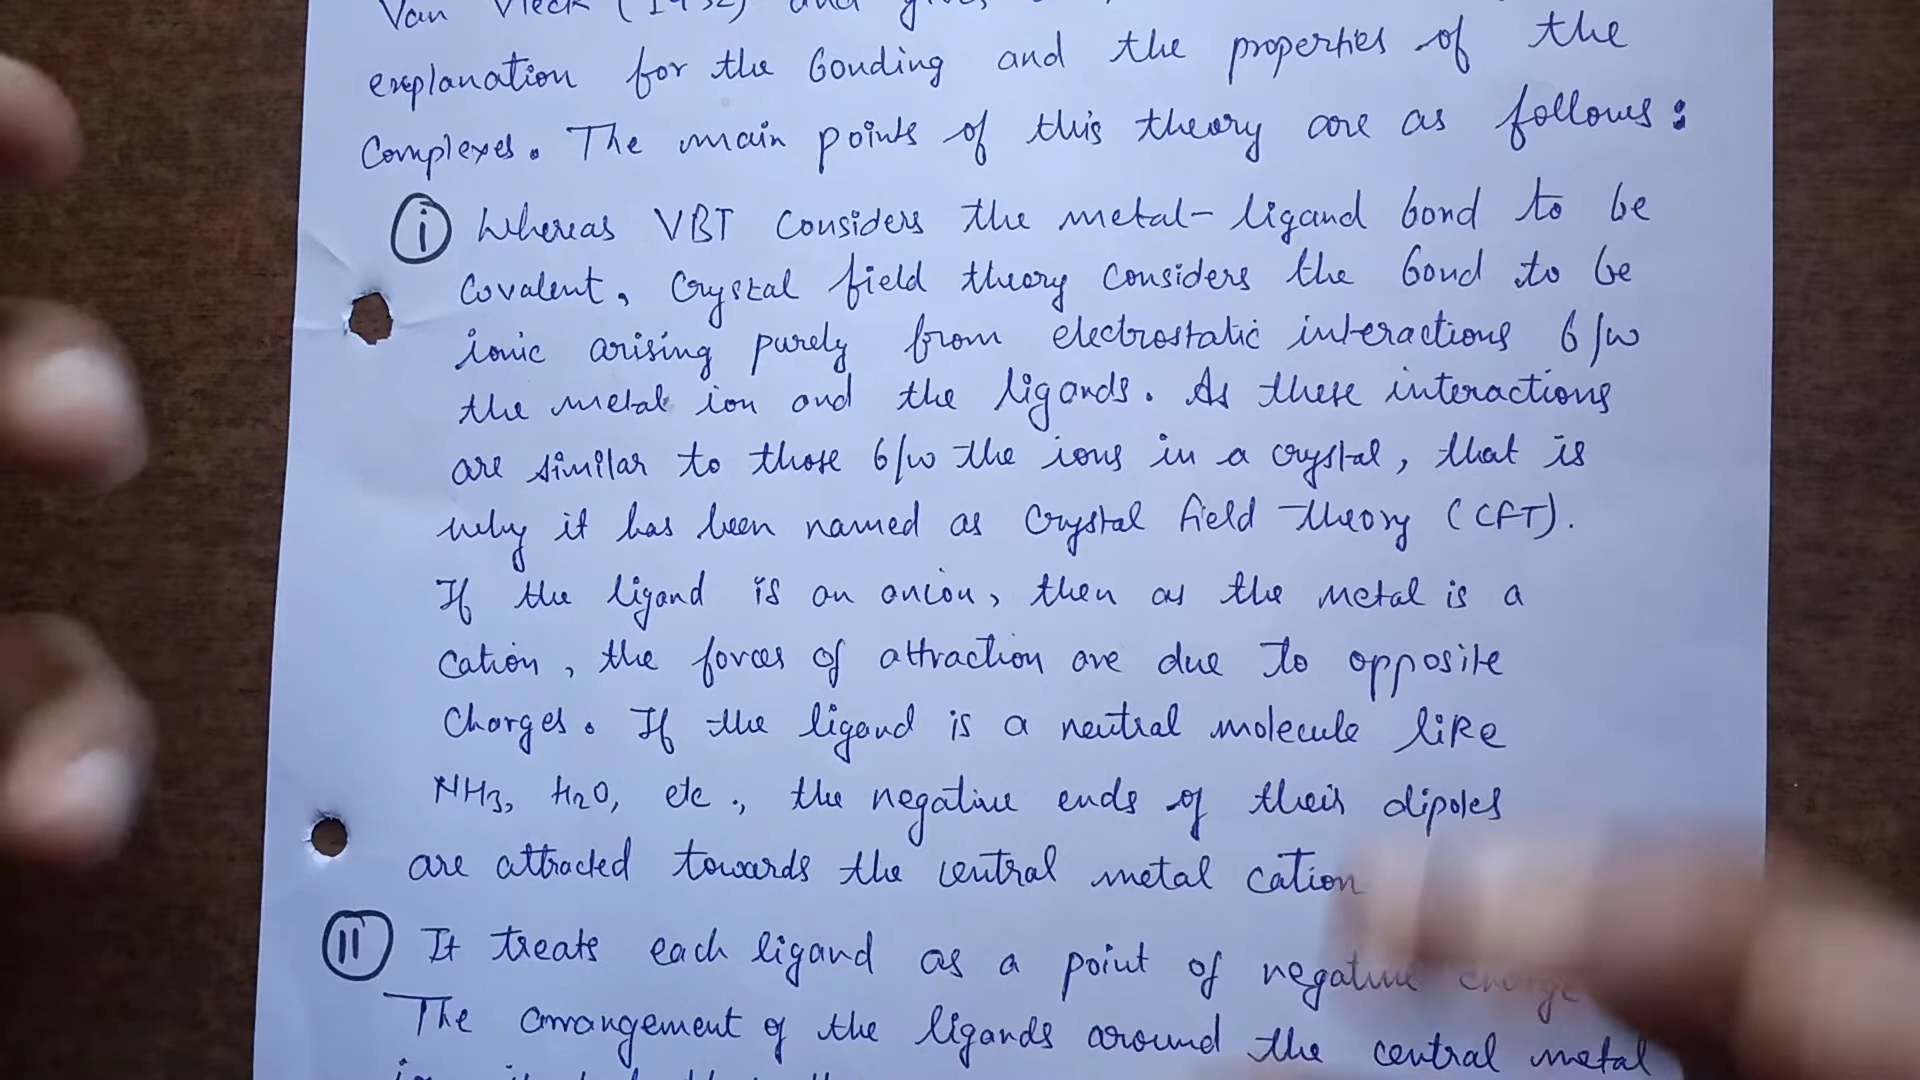 Van Vleck (1932) and gives
explanation for the bonding and the properties of the
Complexes. The main points of this theory are as follows:
(i) Whereas VBT Considers the metal-ligand bond to be
Covalent, Crystal field theory Considers the bond to be
ionic arising purely from electrostatic interactions b/w
the metal ion and the ligands. As these interactions
are similar to those b/w the ions in a crystal, that is
why it has been named as Crystal field theory (CFT).
If the ligand is an anion, then as the metal is a
Cation, the forces of attraction are due to opposite
Charges. If the ligand is a neutral molecule like
NH3, H2O, etc., the negative ends of their dipoles
are attracted towards the central metal cation
(II) It treats each ligand as a point of negative charge
The arrangement of the ligands around the central metal